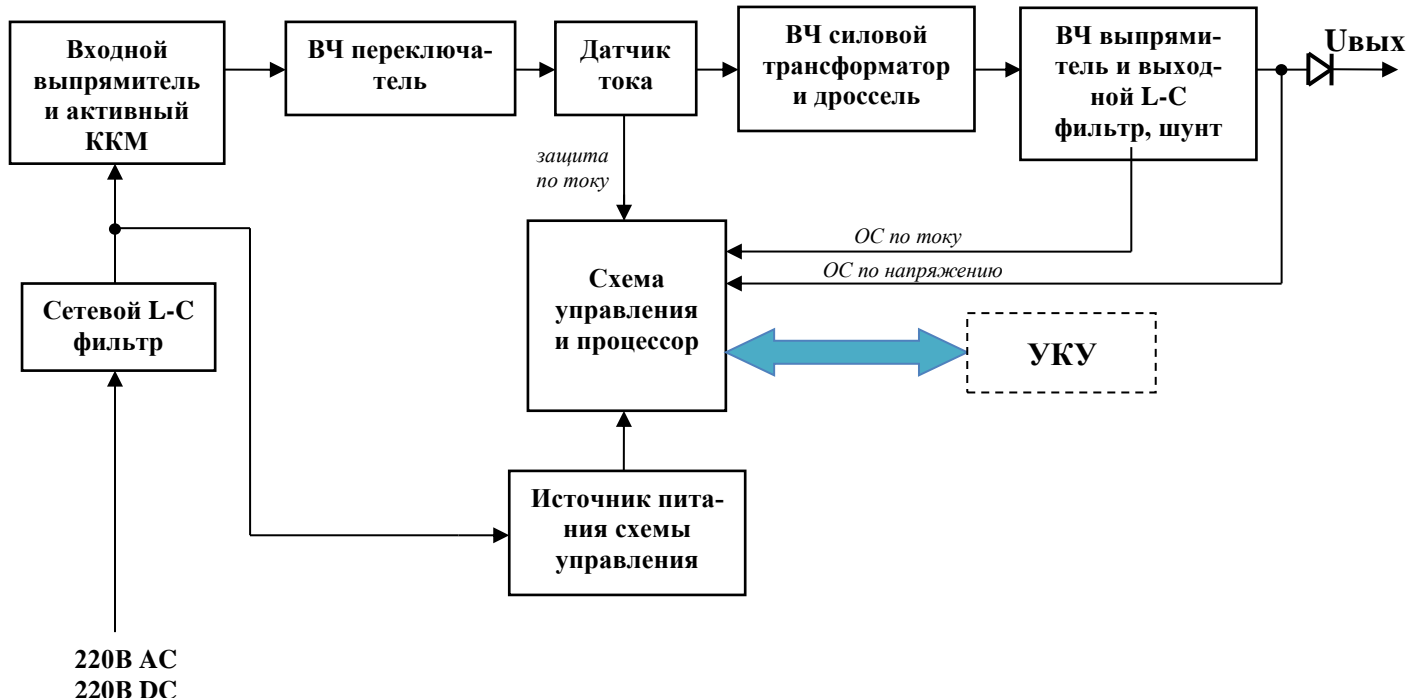 Входной
выпрямитель
и активный
ККМ
ВЧ переключа-
тель
Датчик
тока
ВЧ силовой
трансформатор
и дроссель
ВЧ выпрями-
тель и выход-
ной L-C
фильтр, шунт
Uвых
защита
по току
ОС по току
ОС по напряжению
Схема
управления
и процессор
УКУ
Сетевой L-C
фильтр
Источник пита-
ния схемы
управления
220В AC
220В DC